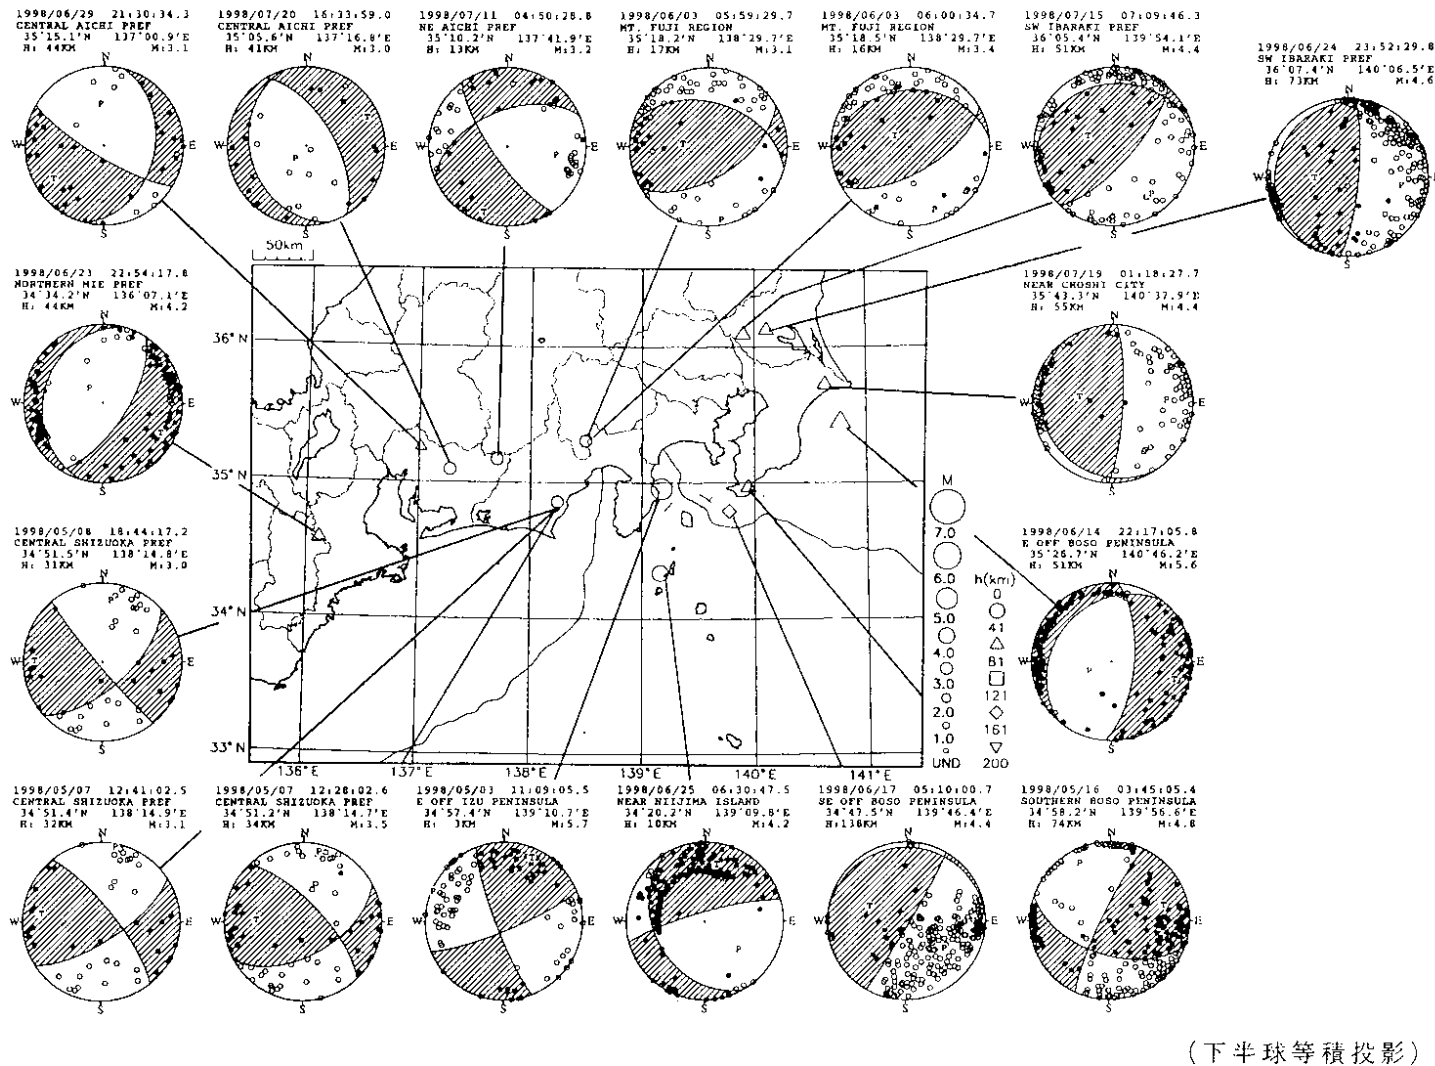 1998/06/29 21:30:34.3
CENTRAL AICHI PREF
35°15.1'N 137°00.9'E
H: 44KM M:3.1
1998/07/20 16:33:59.0
CENTRAL AICHI PREF
35°05.6'N 137°16.8'E
H: 41KM M:3.0
1998/07/11 04:50:28.8
NE AICHI PREF
35°10.2'N 137°41.9'E
H: 13KM M:3.2
1998/06/03 05:59:29.7
MT. FUJI REGION
35°18.2'N 138°29.7'E
H: 17KM M:3.1
1998/06/03 06:00:34.7
MT. FUJI REGION
35°18.5'N 138°29.7'E
H: 16KM M:3.4
1998/07/15 07:09:46.3
SW IBARAKI PREF
36°05.4'N 139°54.1'E
H: 51KM M:4.4
1998/06/24 23:52:29.8
SW IBARAKI PREF
36°07.4'N 140°06.5'E
H: 73KM M:4.6
N
W E
S
P
T
50km
1998/06/23 22:54:17.8
NORTHERN MIE PREF
34°34.2'N 136°07.1'E
H: 44KM M:4.2
1998/07/19 01:18:27.7
NEAR CHOSHI CITY
35°43.3'N 140°37.9'E
H: 55KM M:4.4
36°N
35°N
34°N
33°N
136°E 137°E 138°E 139°E 140°E 141°E
M
7.0
6.0
5.0
4.0
3.0
2.0
1.0
UND
h(km)
0
41
81
121
161
200
1998/05/08 18:44:17.2
CENTRAL SHIZUOKA PREF
34°51.5'N 138°14.8'E
H: 31KM M:3.0
1998/06/14 22:17:05.8
E OFF BOSO PENINSULA
35°26.7'N 140°46.2'E
H: 51KM M:5.6
1998/05/07 12:41:02.5
CENTRAL SHIZUOKA PREF
34°51.4'N 138°14.9'E
H: 32KM M:3.1
1998/05/07 12:28:02.6
CENTRAL SHIZUOKA PREF
34°51.2'N 138°14.7'E
H: 34KM M:3.5
1998/05/03 11:09:05.5
E OFF IZU PENINSULA
34°57.4'N 139°10.7'E
H: 3KM M:5.7
1998/06/25 06:30:47.5
NEAR NIIJIMA ISLAND
34°20.2'N 139°09.8'E
H: 10KM M:4.2
1998/06/17 05:10:00.7
SE OFF BOSO PENINSULA
34°47.5'N 139°46.4'E
H:138KM M:4.4
1998/05/16 03:45:05.4
SOUTHERN BOSO PENINSULA
34°58.2'N 139°56.6'E
H: 74KM M:4.8
(下半球等積投影)